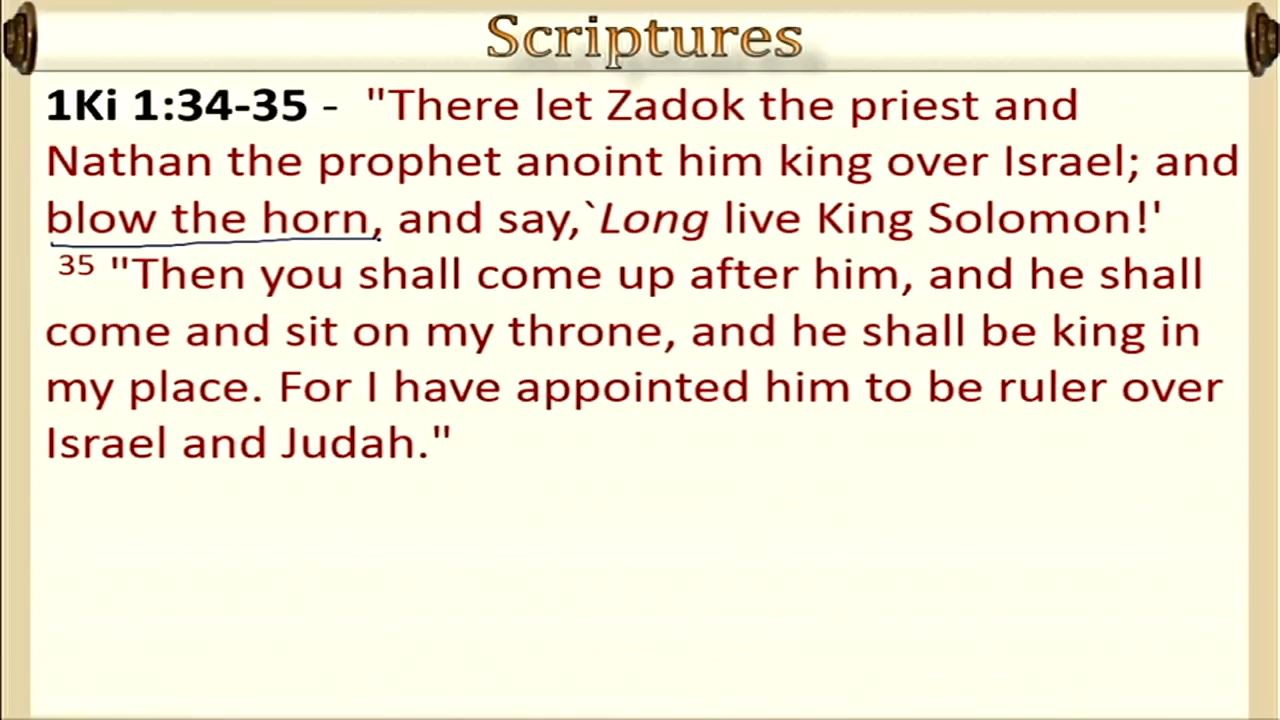 Scriptures
1Ki 1:34-35 - "There let Zadok the priest and
Nathan the prophet anoint him king over Israel; and
blow the horn, and say,`Long live King Solomon!'
35 "Then you shall come up after him, and he shall
come and sit on my throne, and he shall be king in
my place. For I have appointed him to be ruler over
Israel and Judah."